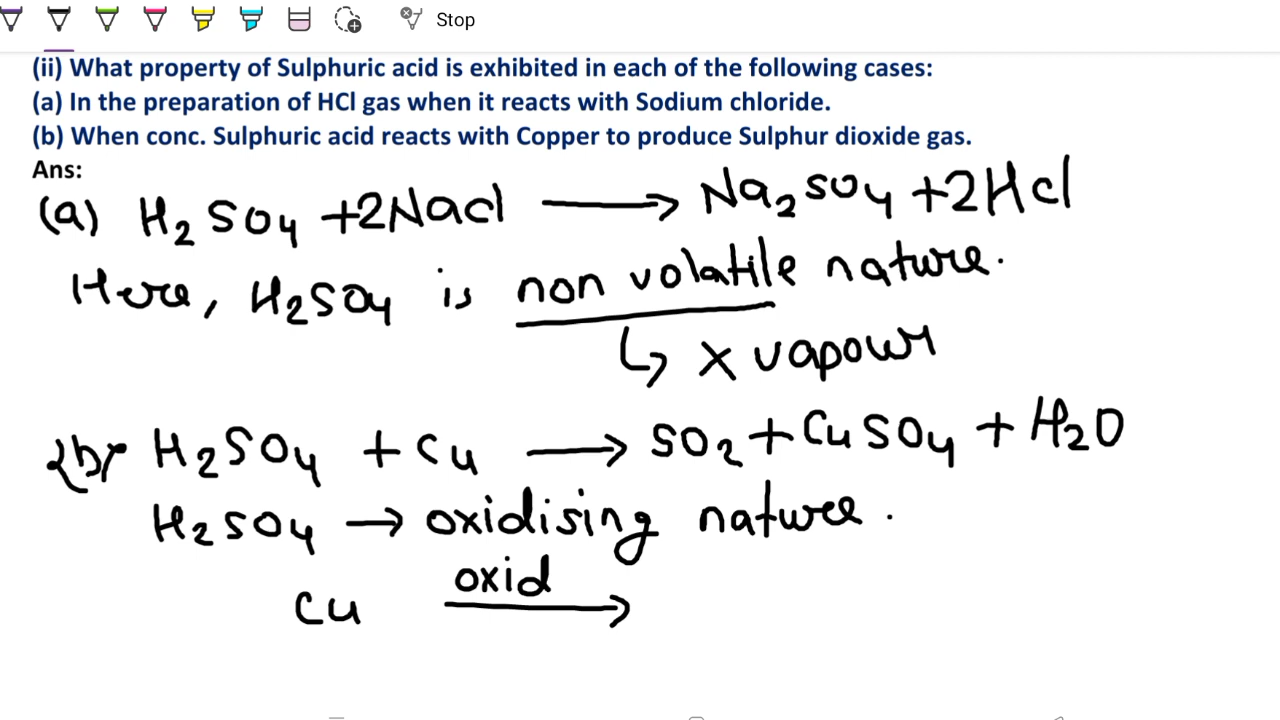 Stop
(ii) What property of Sulphuric acid is exhibited in each of the following cases:
(a) In the preparation of HCl gas when it reacts with Sodium chloride.
(b) When conc. Sulphuric acid reacts with Copper to produce Sulphur dioxide gas.
Ans:
(a) H₂SO₄ +2Nacl ⟶ Na₂SO₄ +2Hcl
Here, H₂SO₄ is non volatile nature.
↳ x vapour
(b) H₂SO₄ + Cu ⟶ SO₂ + CuSO₄ + H₂O
H₂SO₄ → oxidising nature.
oxid
Cu ⟶